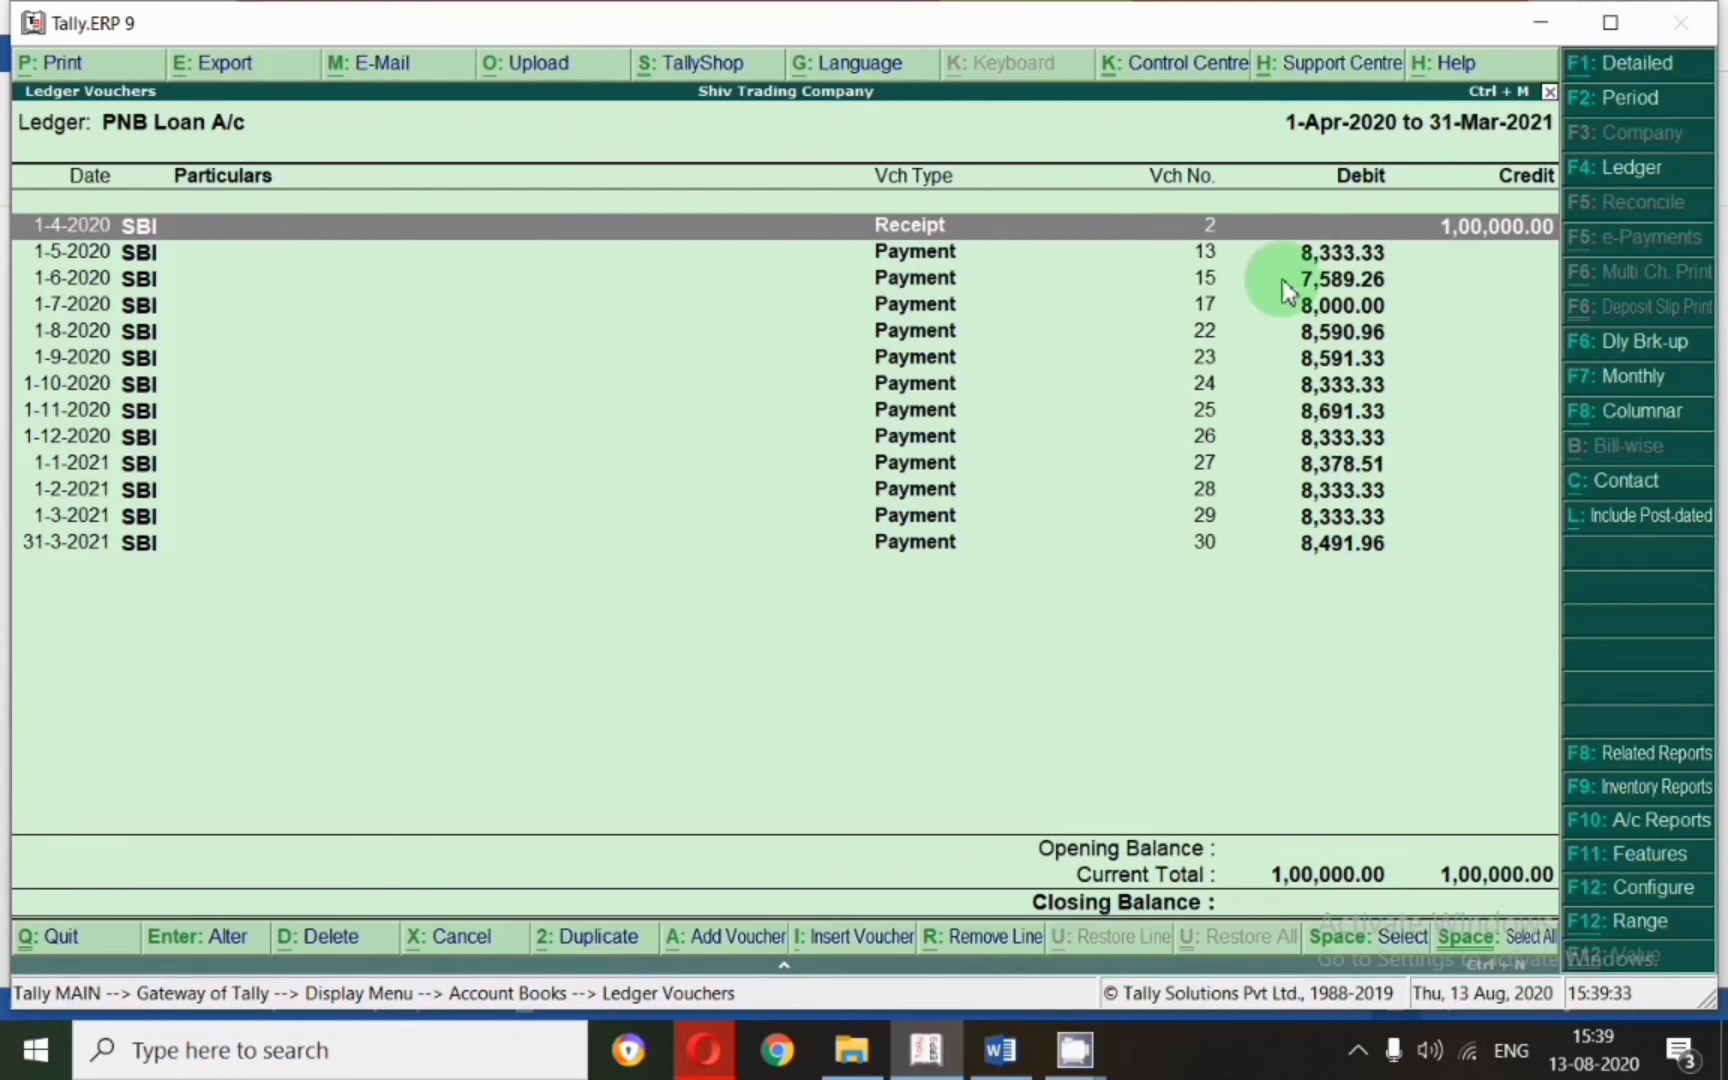 Tally.ERP 9
P: Print E: Export M: E-Mail O: Upload S: TallyShop G: Language K: Keyboard K: Control Centre H: Support Centre H: Help
Ledger Vouchers Shiv Trading Company Ctrl + M
Ledger: PNB Loan A/c 1-Apr-2020 to 31-Mar-2021
Date Particulars Vch Type Vch No. Debit Credit
1-4-2020 SBI Receipt 2 1,00,000.00
1-5-2020 SBI Payment 13 8,333.33
1-6-2020 SBI Payment 15 7,589.26
1-7-2020 SBI Payment 17 8,000.00
1-8-2020 SBI Payment 22 8,590.96
1-9-2020 SBI Payment 23 8,591.33
1-10-2020 SBI Payment 24 8,333.33
1-11-2020 SBI Payment 25 8,691.33
1-12-2020 SBI Payment 26 8,333.33
1-1-2021 SBI Payment 27 8,378.51
1-2-2021 SBI Payment 28 8,333.33
1-3-2021 SBI Payment 29 8,333.33
31-3-2021 SBI Payment 30 8,491.96
Opening Balance :
Current Total : 1,00,000.00 1,00,000.00
Closing Balance :
F1: Detailed
F2: Period
F3: Company
F4: Ledger
F5: Reconcile
F5: e-Payments
F6: Multi Ch. Print
F6: Deposit Slip Print
F6: Dly Brk-up
F7: Monthly
F8: Columnar
B: Bill-wise
C: Contact
L: Include Post-dated
F8: Related Reports
F9: Inventory Reports
F10: A/c Reports
F11: Features
F12: Configure
F12: Range
F12: Value
Activate Windows
Go to Settings to activate Windows.
Q: Quit Enter: Alter D: Delete X: Cancel 2: Duplicate A: Add Voucher I: Insert Voucher R: Remove Line U: Restore Line U: Restore All Space: Select Space: Select All
Ctrl + N
Tally MAIN --> Gateway of Tally --> Display Menu --> Account Books --> Ledger Vouchers © Tally Solutions Pvt Ltd., 1988-2019 Thu, 13 Aug, 2020 15:39:33
Type here to search Tally ERP9 W ENG 15:39
13-08-2020 3